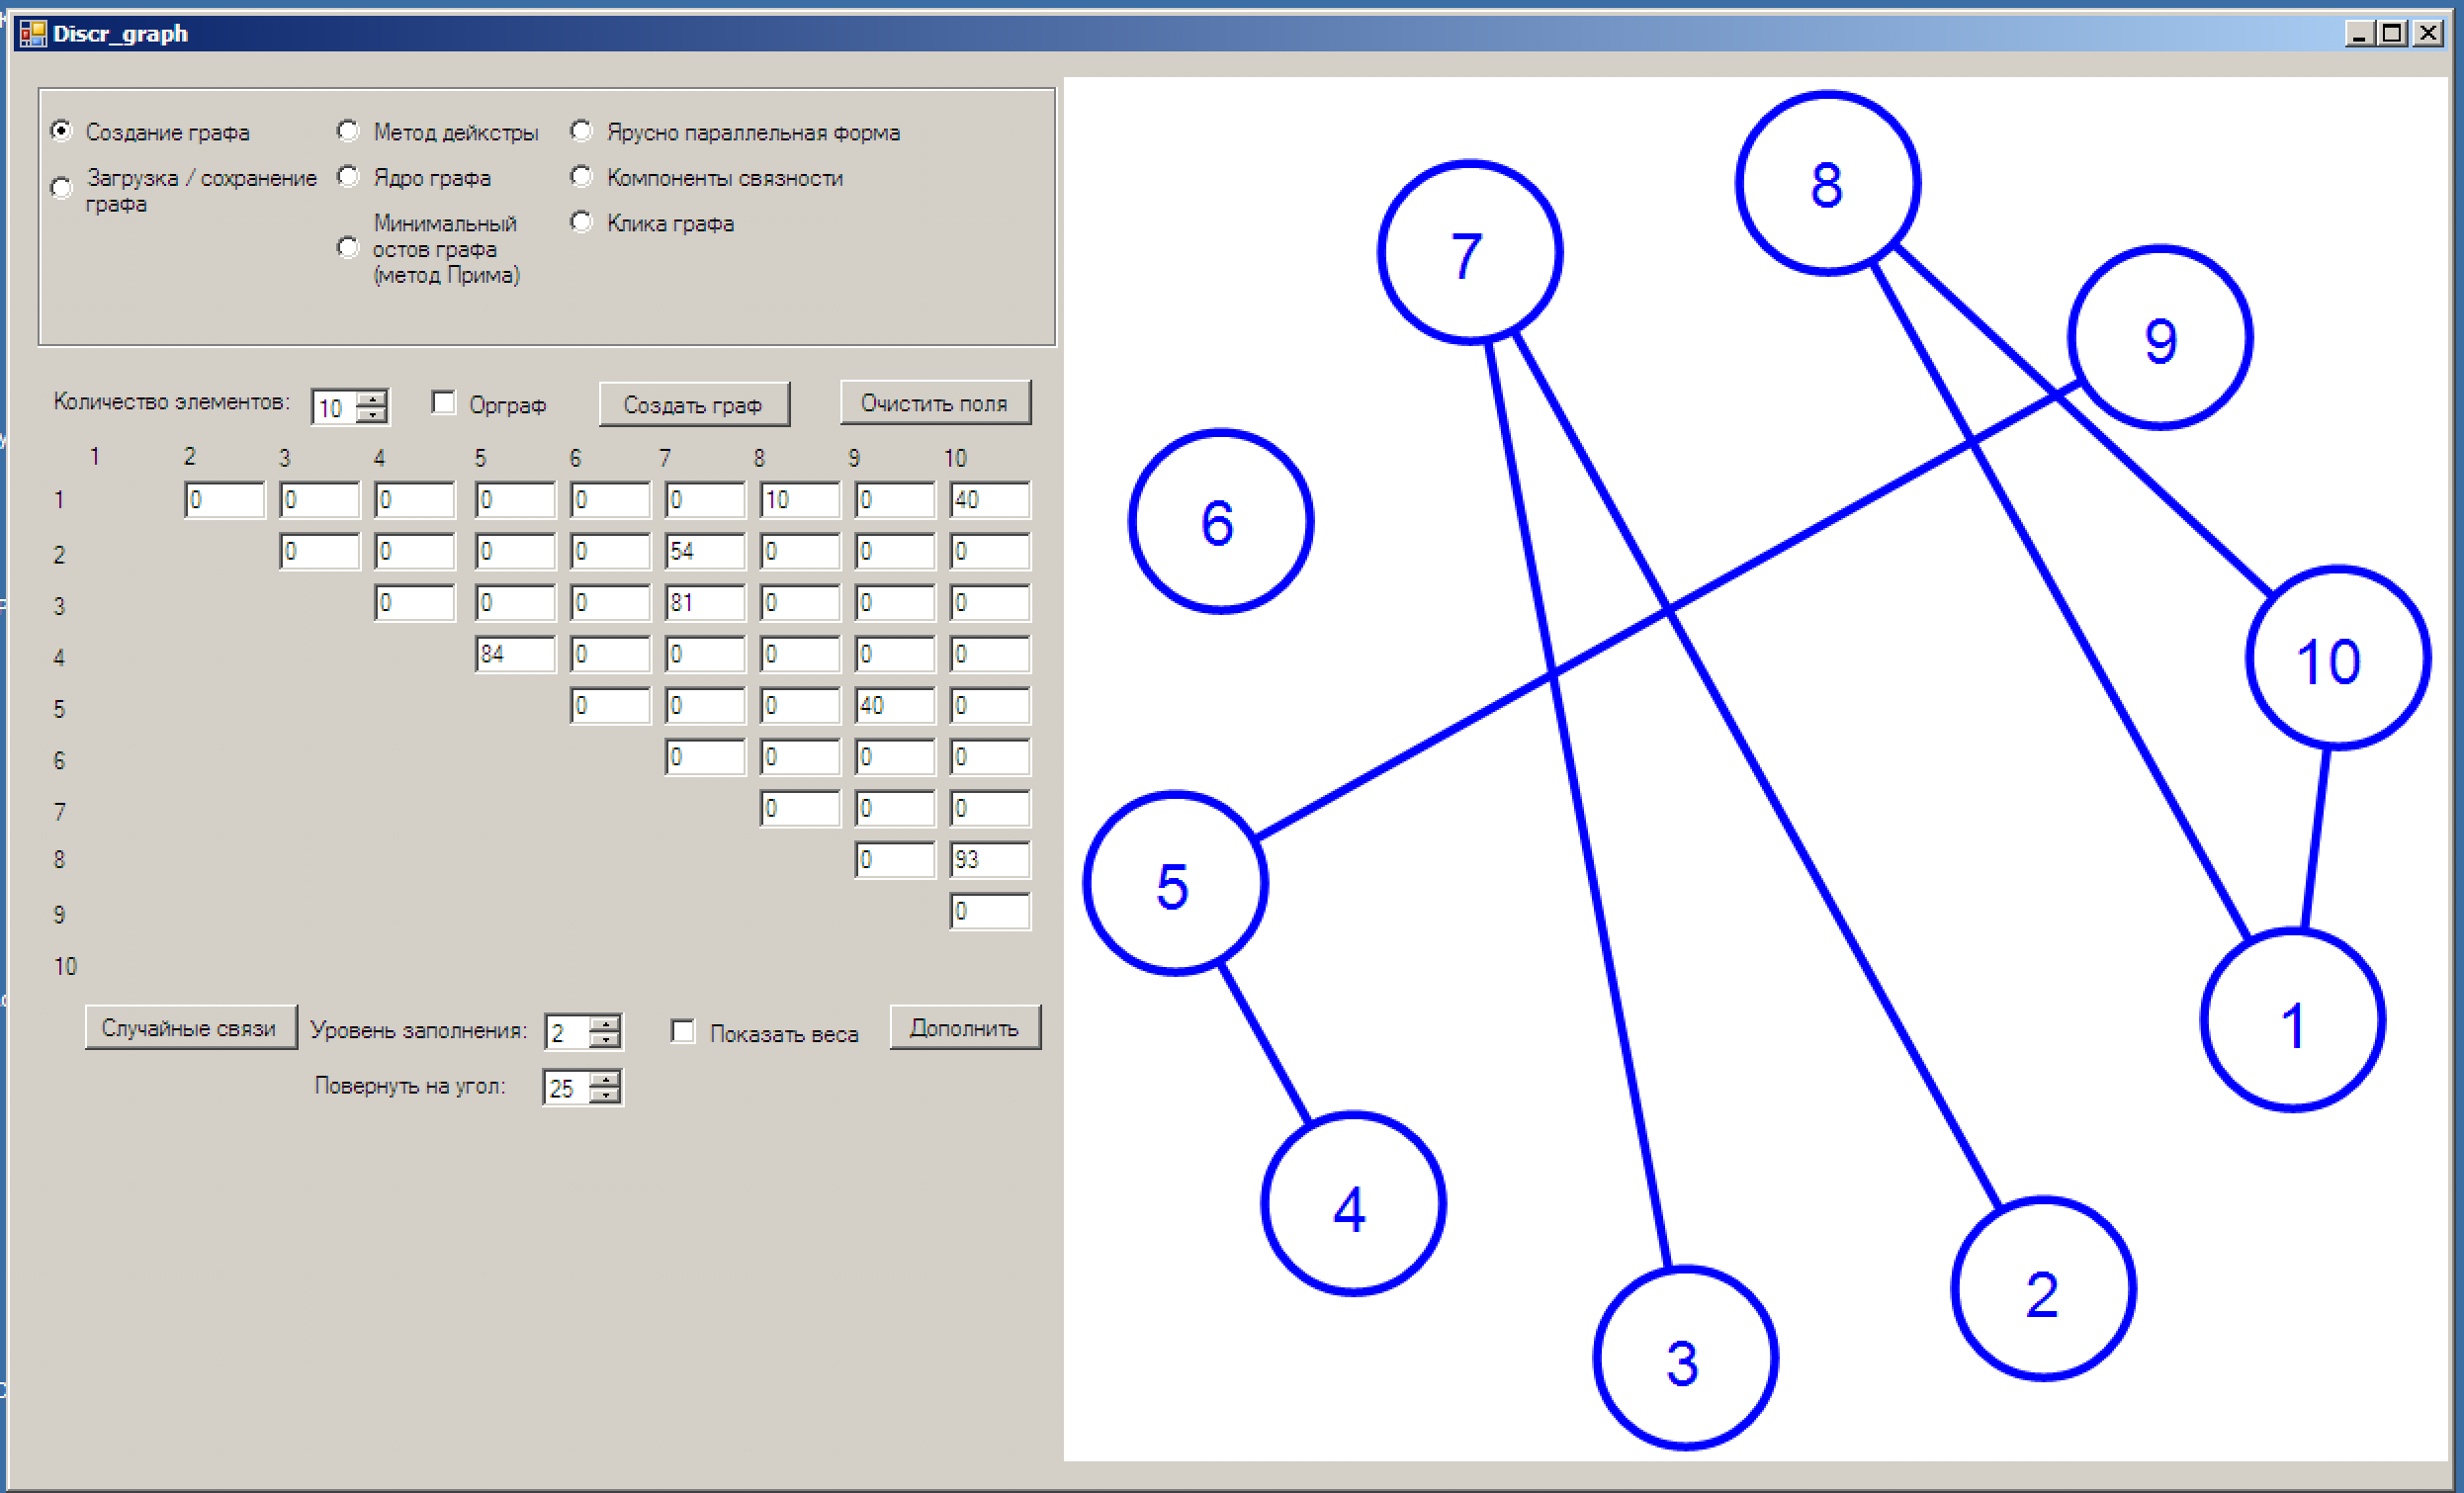 Discr_graph
Создание графа
Загрузка / сохранение
графа
Метод дейкстры
Ядро графа
Минимальный
остов графа
(метод Прима)
Ярусно параллельная форма
Компоненты связности
Клика графа
Количество элементов: 10 Орграф Создать граф Очистить поля
1 2 3 4 5 6 7 8 9 10
1 0 0 0 0 0 0 10 0 40
2 0 0 0 0 54 0 0 0
3 0 0 0 81 0 0 0
4 84 0 0 0 0 0
5 0 0 0 40 0
6 0 0 0 0
7 0 0 0
8 0 93
9 0
10
Случайные связи Уровень заполнения: 2 Показать веса Дополнить
Повернуть на угол: 25
8
7
9
6
10
5
1
4
2
3